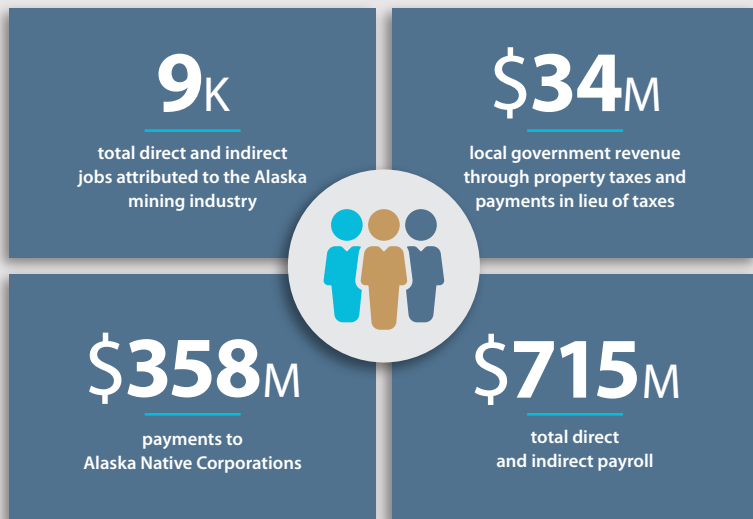 9K
total direct and indirect
jobs attributed to the Alaska
mining industry
$34M
local government revenue
through property taxes and
payments in lieu of taxes
$358M
payments to
Alaska Native Corporations
$715M
total direct
and indirect payroll